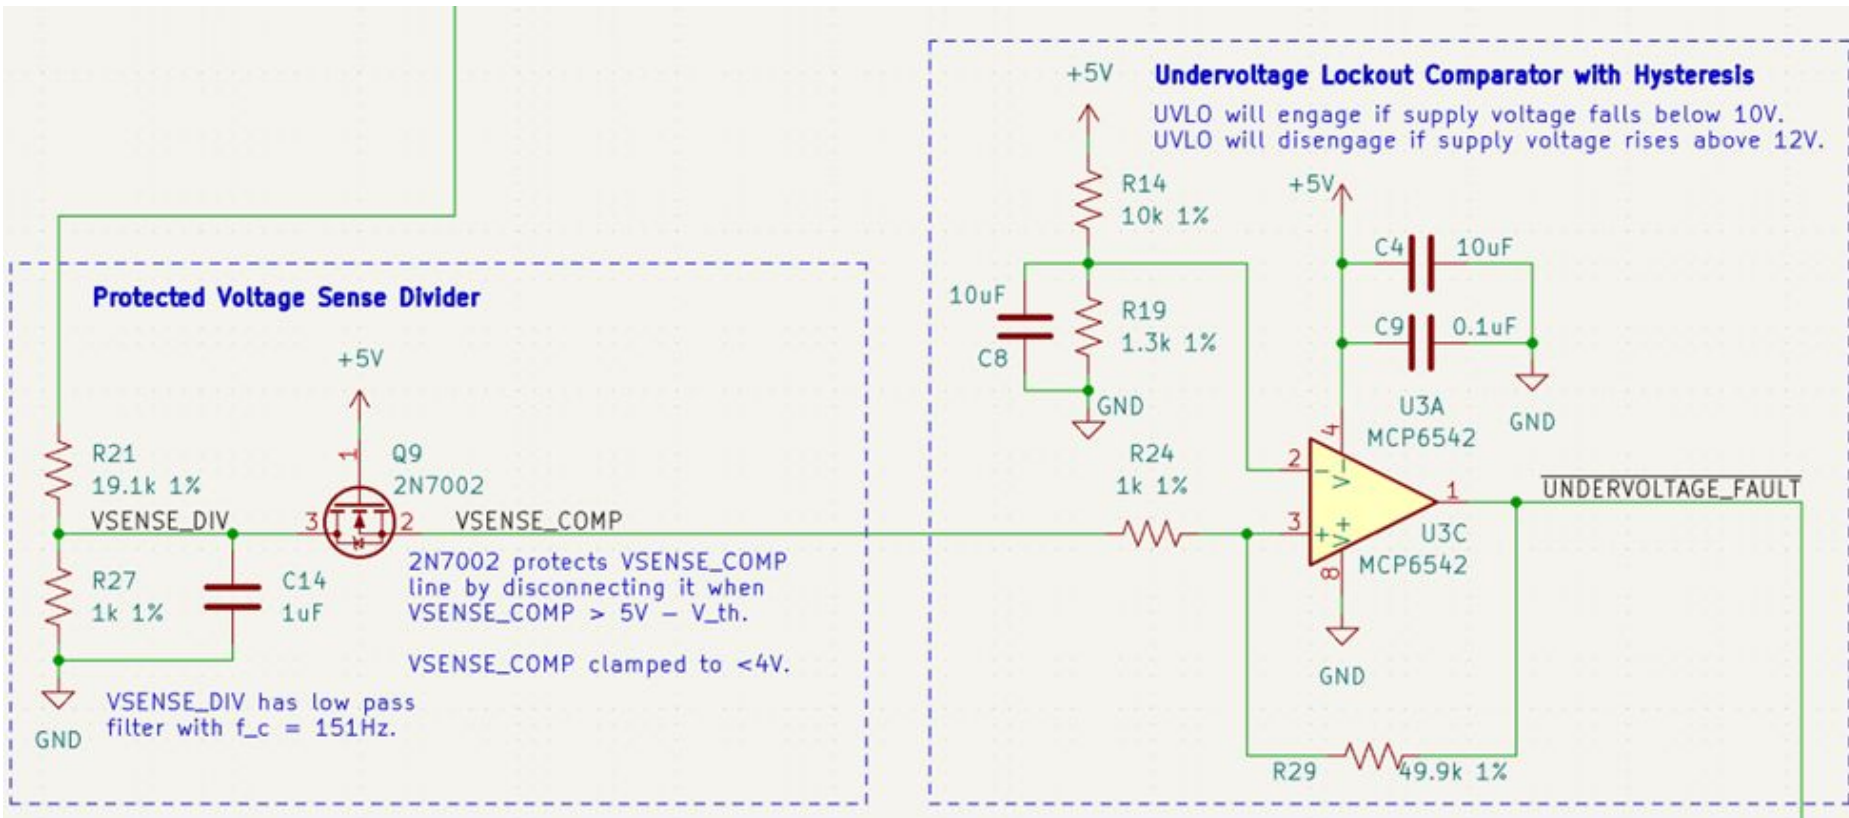 +5V
Undervoltage Lockout Comparator with Hysteresis
UVLO will engage if supply voltage falls below 10V.
UVLO will disengage if supply voltage rises above 12V.
R14
10k 1%
+5V
C4
10uF
10uF
C8
R19
1.3k 1%
C9
0.1uF
GND
GND
U3A
MCP6542
4
R24
1k 1%
2
−
V−
3
+
V+
1
UNDERVOLTAGE_FAULT
U3C
MCP6542
8
GND
R29
49.9k 1%
Protected Voltage Sense Divider
+5V
1
Q9
2N7002
R21
19.1k 1%
VSENSE_DIV
3
2
VSENSE_COMP
2N7002 protects VSENSE_COMP
line by disconnecting it when
VSENSE_COMP > 5V − V_th.
VSENSE_COMP clamped to <4V.
R27
1k 1%
C14
1uF
VSENSE_DIV has low pass
filter with f_c = 151Hz.
GND